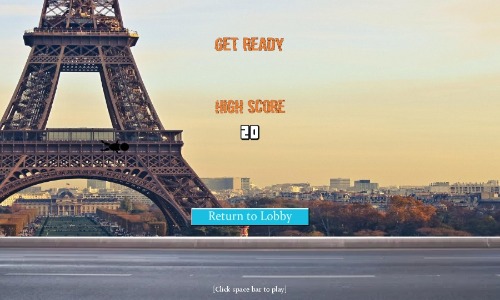 GET READY
HIGH SCORE
20
Return to Lobby
[Click space bar to play]